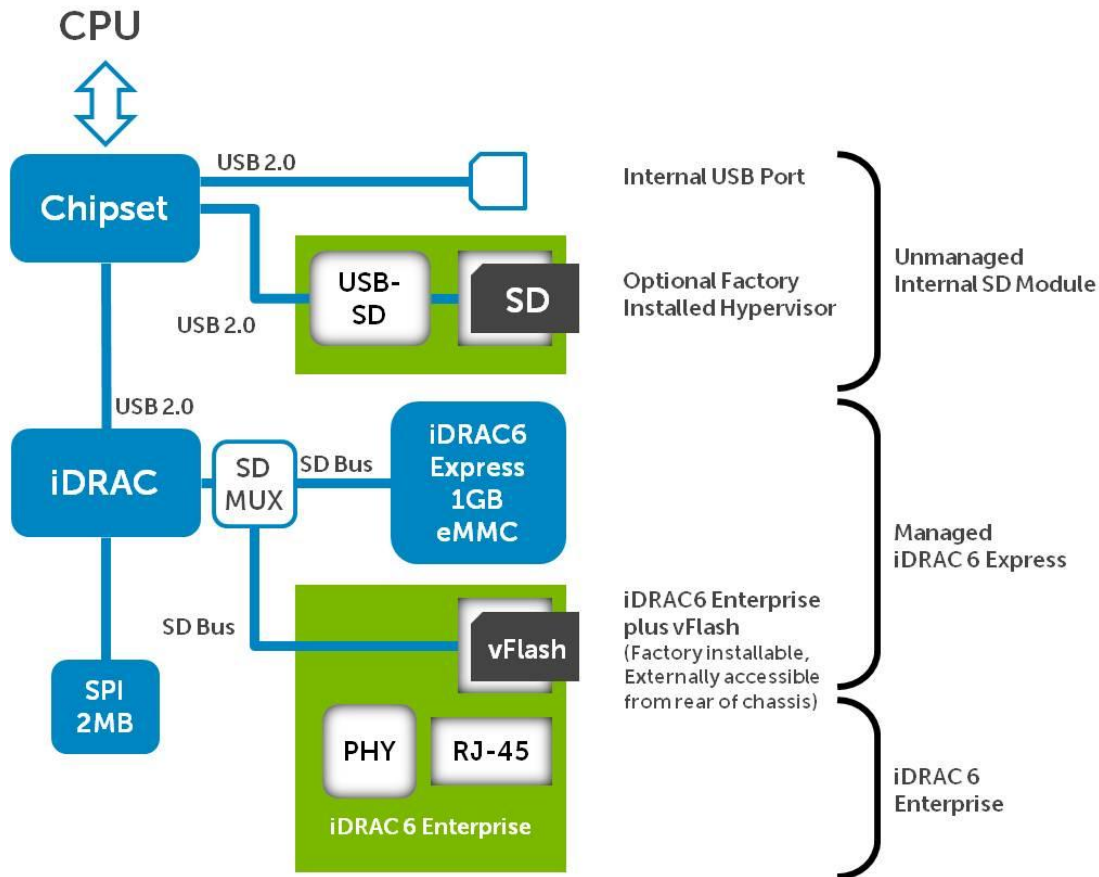 CPU
USB 2.0
Internal USB Port
Chipset
Unmanaged
Internal SD Module
USB-
SD
SD
Optional Factory
Installed Hypervisor
USB 2.0
USB 2.0
iDRAC
SD
MUX
SD Bus
iDRAC6
Express
1GB
eMMC
Managed
iDRAC 6 Express
SD Bus
vFlash
iDRAC6 Enterprise
plus vFlash
(Factory installable,
Externally accessible
from rear of chassis)
SPI
2MB
PHY
RJ-45
iDRAC 6 Enterprise
iDRAC 6
Enterprise